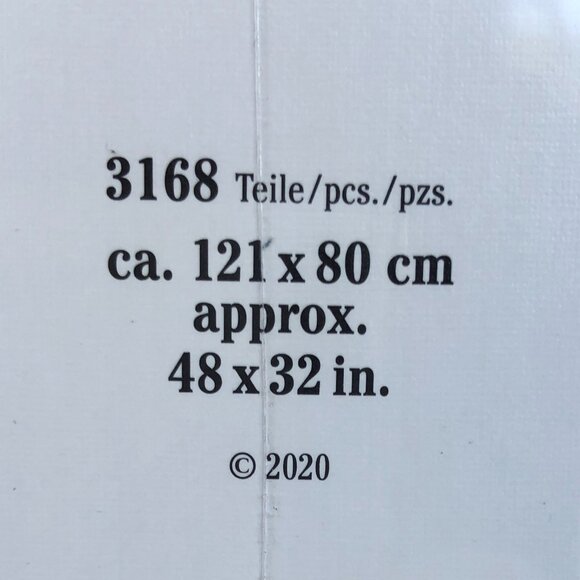 3168 Teile/pcs./pzs.
ca. 121 x 80 cm
approx.
48 x 32 in.
© 2020